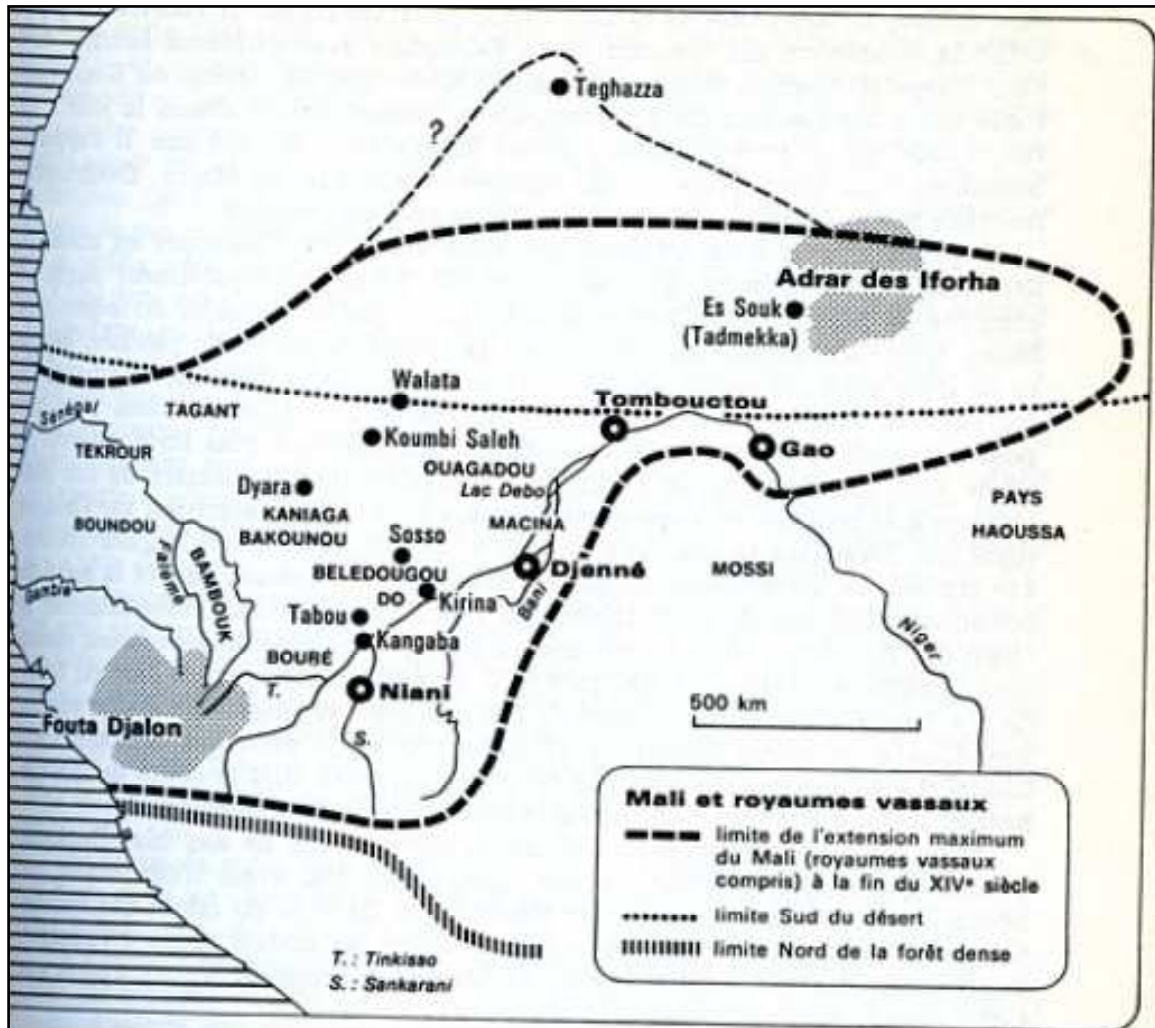 Teghazza
?
Adrar des Iforha
Es Souk
(Tadmekka)
Walata
Tombouctou
Sénégal
TAGANT
TEKROUR
Koumbi Saleh
OUAGADOU
Gao
Lac Debo
Dyara
KANIAGA
BAKOUNOU
PAYS
HAOUSSA
BOUNDOU
Falémé
BAMBOUK
Sosso
MACINA
BELEDOUGOU
Djenné
MOSSI
DO
Kirina
Bani
Gambie
Tabou
Kangaba
Niger
BOURÉ
T.
Niani
500 km
Fouta Djalon
S.
Mali et royaumes vassaux
limite de l'extension maximum
du Mali (royaumes vassaux
compris) à la fin du XIVe siècle
limite Sud du désert
limite Nord de la forêt dense
T. : Tinkisso
S. : Sankarani